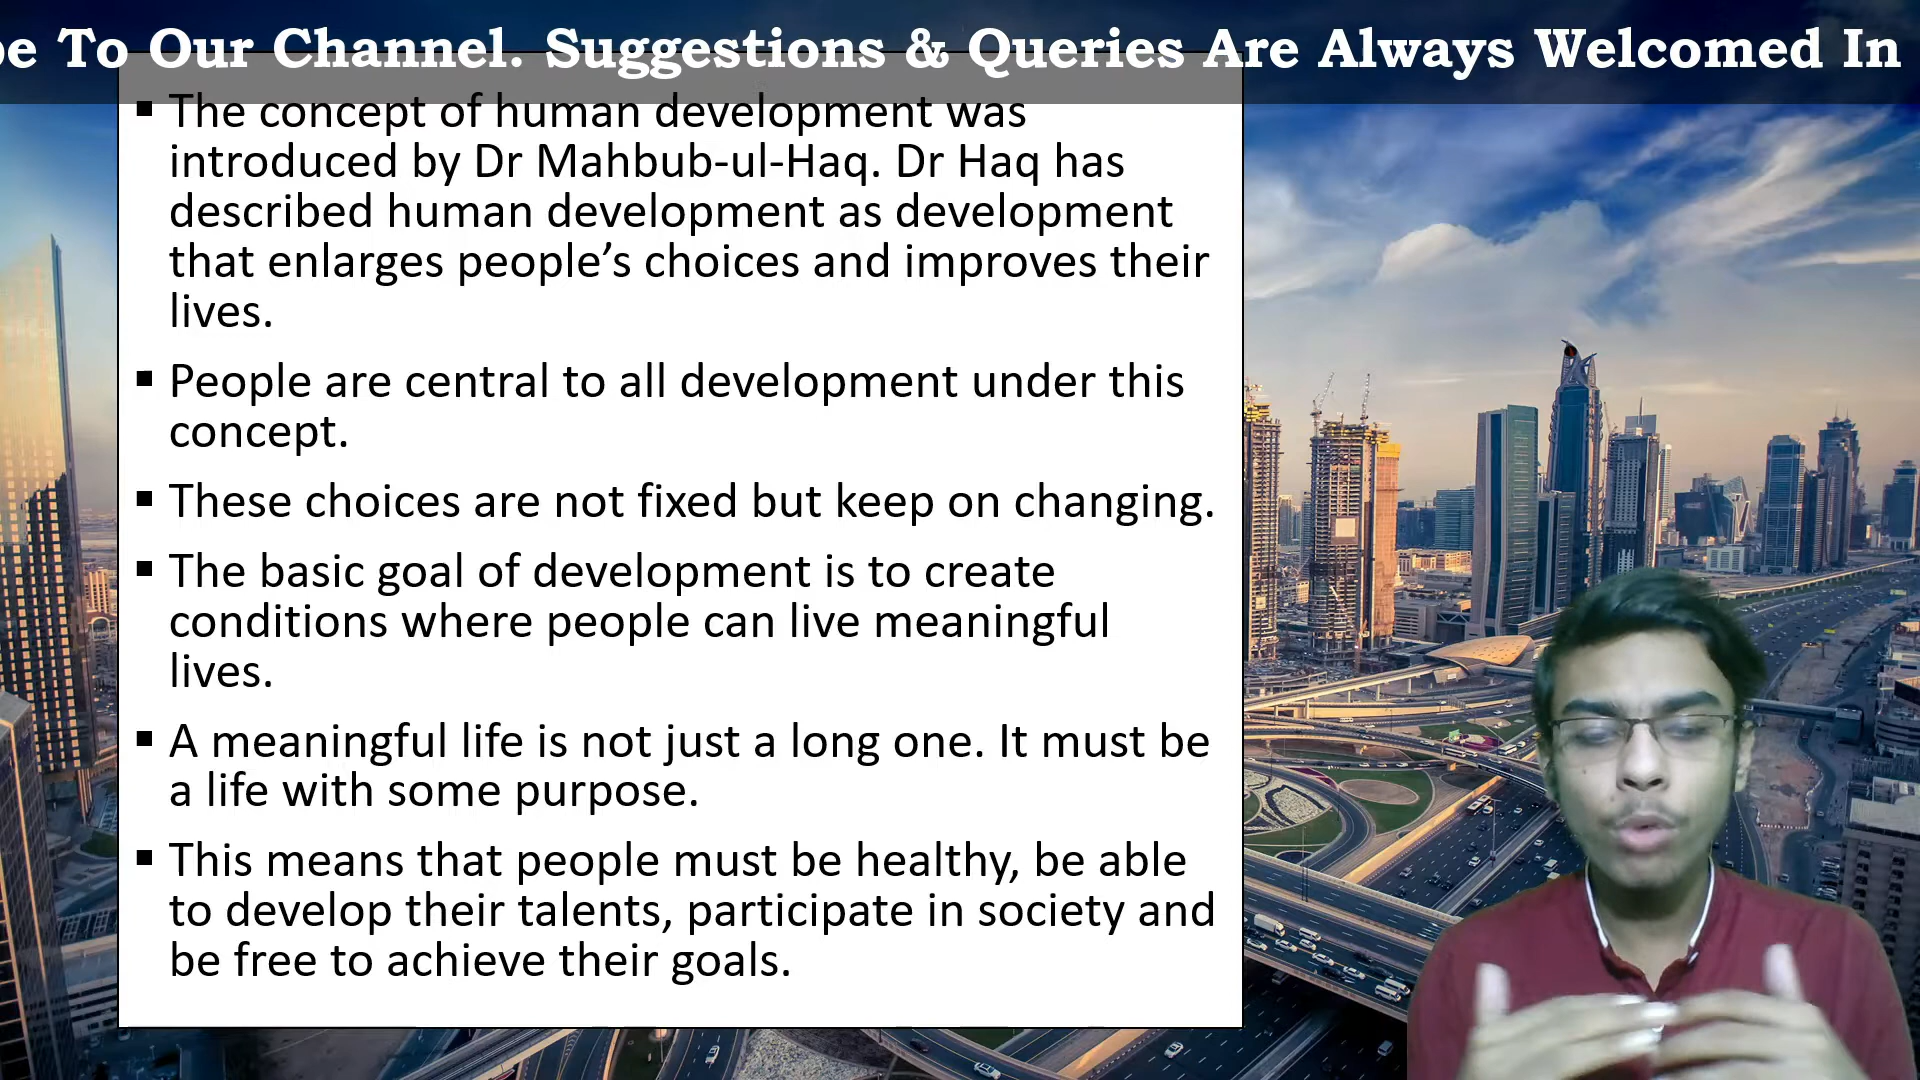 To Our Channel. Suggestions & Queries Are Always Welcomed In
▪ The concept of human development was
introduced by Dr Mahbub-ul-Haq. Dr Haq has
described human development as development
that enlarges people’s choices and improves their
lives.
▪ People are central to all development under this
concept.
▪ These choices are not fixed but keep on changing.
▪ The basic goal of development is to create
conditions where people can live meaningful
lives.
▪ A meaningful life is not just a long one. It must be
a life with some purpose.
▪ This means that people must be healthy, be able
to develop their talents, participate in society and
be free to achieve their goals.